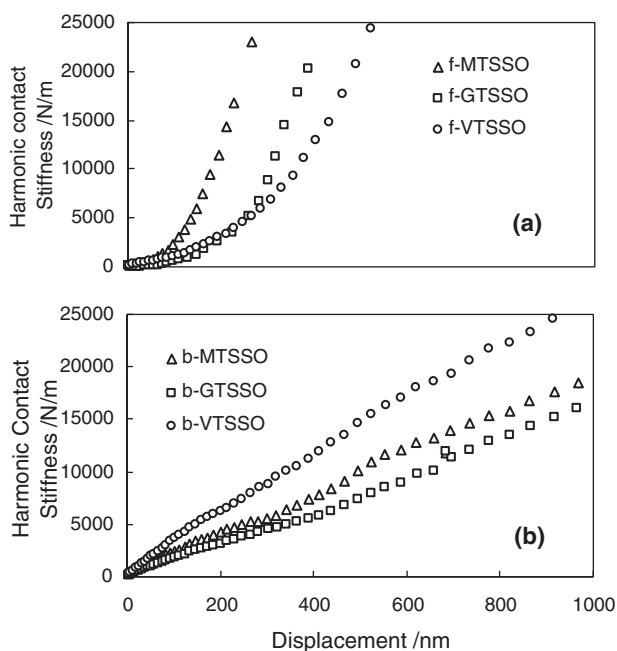 25000
20000
15000
10000
5000
0
Harmonic contact
Stiffness /N/m
f-MTSSO
f-GTSSO
f-VTSSO
(a)
25000
20000
15000
10000
5000
0
Harmonic Contact
Stiffness /N/m
b-MTSSO
b-GTSSO
b-VTSSO
(b)
0 200 400 600 800 1000
Displacement /nm